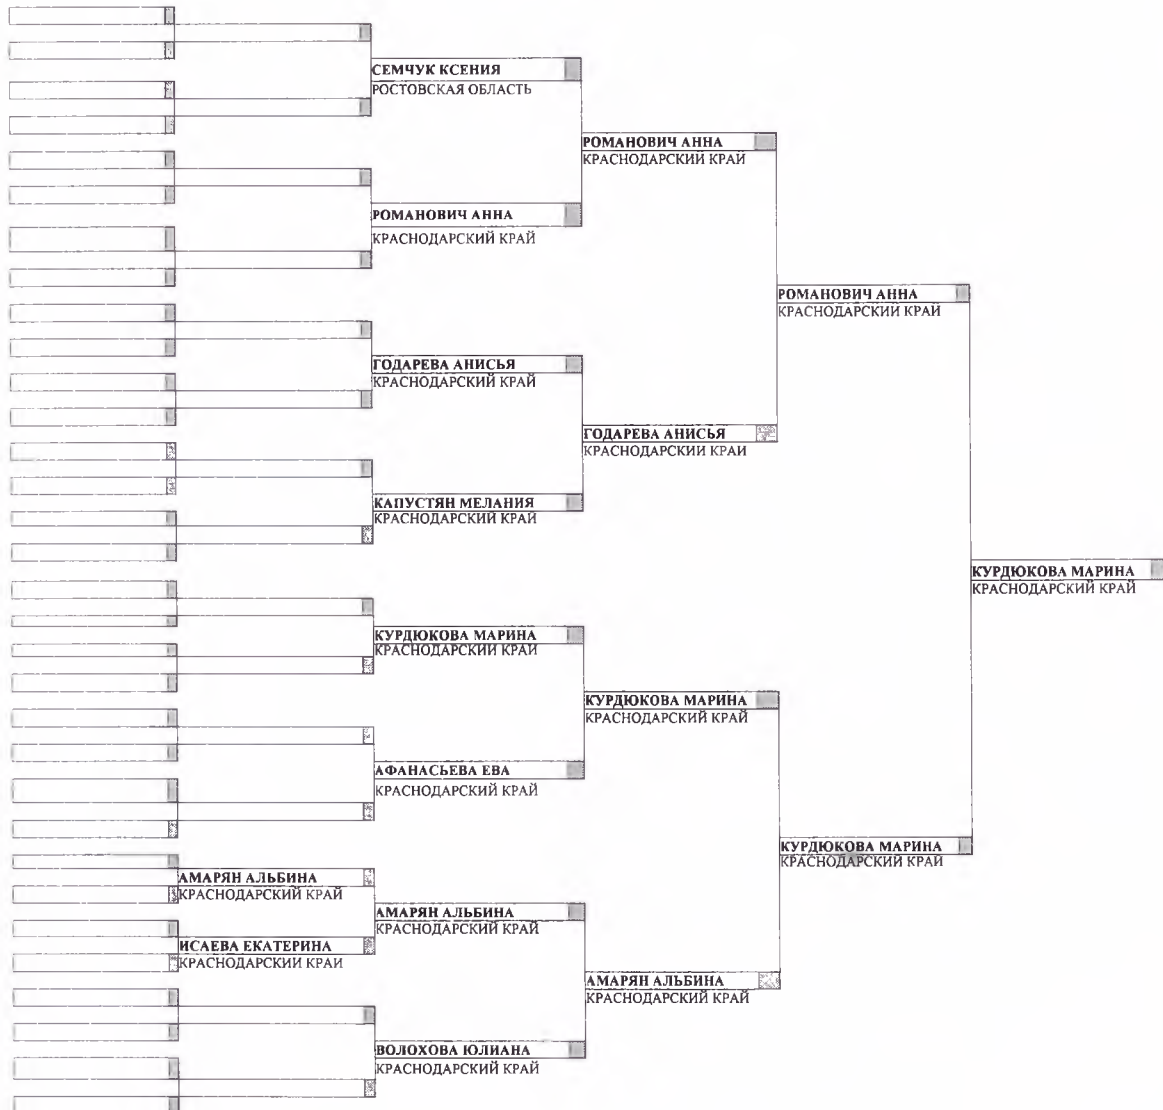 СЕМЧУК КСЕНИЯ
РОСТОВСКАЯ ОБЛАСТЬ
РОМАНОВИЧ АННА
КРАСНОДАРСКИЙ КРАЙ
РОМАНОВИЧ АННА
КРАСНОДАРСКИЙ КРАЙ
РОМАНОВИЧ АННА
КРАСНОДАРСКИЙ КРАЙ
ГОДАРЕВА АНИСЬЯ
КРАСНОДАРСКИЙ КРАЙ
ГОДАРЕВА АНИСЬЯ
КРАСНОДАРСКИЙ КРАЙ
КАПУСТЯН МЕЛАНИЯ
КРАСНОДАРСКИЙ КРАЙ
КУРДЮКОВА МАРИНА
КРАСНОДАРСКИЙ КРАЙ
КУРДЮКОВА МАРИНА
КРАСНОДАРСКИЙ КРАЙ
КУРДЮКОВА МАРИНА
КРАСНОДАРСКИЙ КРАЙ
АФАНАСЬЕВА ЕВА
КРАСНОДАРСКИЙ КРАЙ
КУРДЮКОВА МАРИНА
КРАСНОДАРСКИЙ КРАЙ
АМАРЯН АЛЬБИНА
КРАСНОДАРСКИЙ КРАЙ
АМАРЯН АЛЬБИНА
КРАСНОДАРСКИЙ КРАЙ
ИСАЕВА ЕКАТЕРИНА
КРАСНОДАРСКИЙ КРАЙ
АМАРЯН АЛЬБИНА
КРАСНОДАРСКИЙ КРАЙ
ВОЛОХОВА ЮЛИАНА
КРАСНОДАРСКИЙ КРАЙ